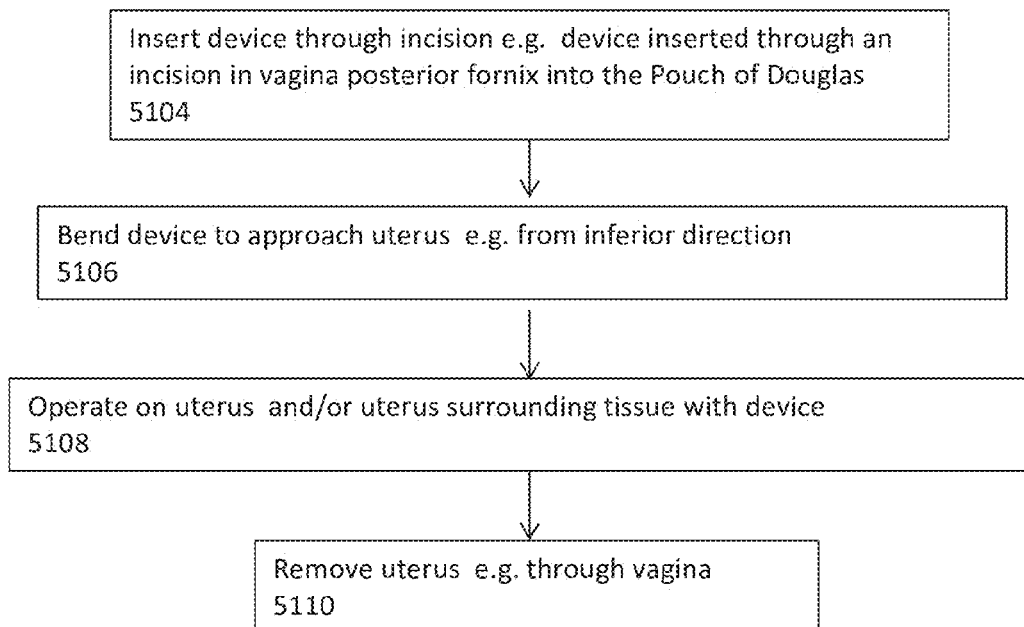 Insert device through incision e.g. device inserted through an
incision in vagina posterior fornix into the Pouch of Douglas
5104
Bend device to approach uterus e.g. from inferior direction
5106
Operate on uterus and/or uterus surrounding tissue with device
5108
Remove uterus e.g. through vagina
5110